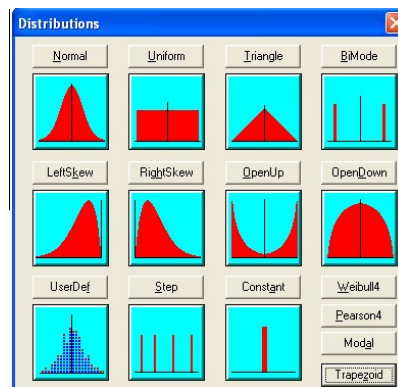 Distributions
Normal Uniform Triangle BiMode
LeftSkew RightSkew OpenUp OpenDown
UserDef Step Constant Weibull4
Pearson4
Modal
Trapezoid